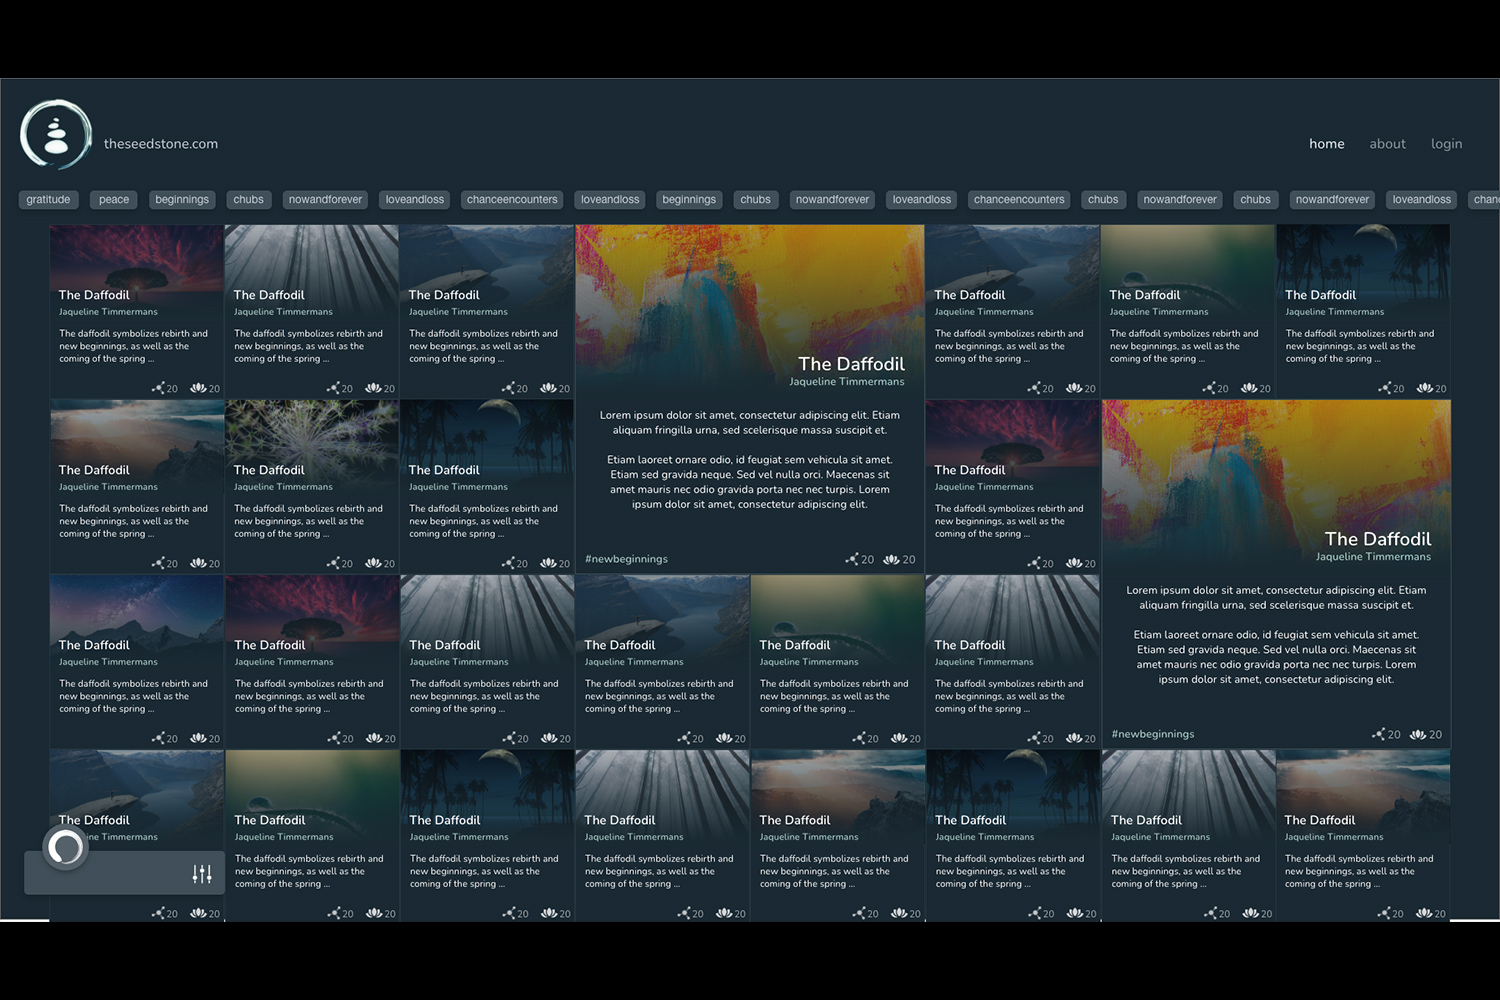 theseedstone.com
home about login
gratitude peace beginnings chubs nowandforever loveandloss chanceencounters loveandloss beginnings chubs nowandforever loveandloss chanceencounters chubs nowandforever chubs nowandforever loveandloss
The Daffodil
Jaqueline Timmermans
The daffodil symbolizes rebirth and
new beginnings, as well as the
coming of the spring ...
20 20
The Daffodil
Jaqueline Timmermans
The daffodil symbolizes rebirth and
new beginnings, as well as the
coming of the spring ...
20 20
The Daffodil
Jaqueline Timmermans
The daffodil symbolizes rebirth and
new beginnings, as well as the
coming of the spring ...
20 20
The Daffodil
Jaqueline Timmermans
Lorem ipsum dolor sit amet, consectetur adipiscing elit. Etiam
aliquam fringilla urna, sed scelerisque massa suscipit et.
Etiam laoreet ornare odio, id feugiat sem vehicula sit amet.
Etiam sed gravida neque. Sed vel nulla orci. Maecenas sit
amet mauris nec odio gravida porta nec nec turpis. Lorem
ipsum dolor sit amet, consectetur adipiscing elit.
#newbeginnings 20 20
The Daffodil
Jaqueline Timmermans
The daffodil symbolizes rebirth and
new beginnings, as well as the
coming of the spring ...
20 20
The Daffodil
Jaqueline Timmermans
The daffodil symbolizes rebirth and
new beginnings, as well as the
coming of the spring ...
20 20
The Daffodil
Jaqueline Timmermans
The daffodil symbolizes rebirth and
new beginnings, as well as the
coming of the spring ...
20 20
The Daffodil
Jaqueline Timmermans
The daffodil symbolizes rebirth and
new beginnings, as well as the
coming of the spring ...
20 20
The Daffodil
Jaqueline Timmermans
The daffodil symbolizes rebirth and
new beginnings, as well as the
coming of the spring ...
20 20
The Daffodil
Jaqueline Timmermans
The daffodil symbolizes rebirth and
new beginnings, as well as the
coming of the spring ...
20 20
The Daffodil
Jaqueline Timmermans
The daffodil symbolizes rebirth and
new beginnings, as well as the
coming of the spring ...
20 20
The Daffodil
Jaqueline Timmermans
Lorem ipsum dolor sit amet, consectetur adipiscing elit. Etiam
aliquam fringilla urna, sed scelerisque massa suscipit et.
Etiam laoreet ornare odio, id feugiat sem vehicula sit amet.
Etiam sed gravida neque. Sed vel nulla orci. Maecenas sit
amet mauris nec odio gravida porta nec nec turpis. Lorem
ipsum dolor sit amet, consectetur adipiscing elit.
#newbeginnings 20 20
The Daffodil
Jaqueline Timmermans
The daffodil symbolizes rebirth and
new beginnings, as well as the
coming of the spring ...
20 20
The Daffodil
Jaqueline Timmermans
The daffodil symbolizes rebirth and
new beginnings, as well as the
coming of the spring ...
20 20
The Daffodil
Jaqueline Timmermans
The daffodil symbolizes rebirth and
new beginnings, as well as the
coming of the spring ...
20 20
The Daffodil
Jaqueline Timmermans
The daffodil symbolizes rebirth and
new beginnings, as well as the
coming of the spring ...
20 20
The Daffodil
Jaqueline Timmermans
The daffodil symbolizes rebirth and
new beginnings, as well as the
coming of the spring ...
20 20
The Daffodil
Jaqueline Timmermans
The daffodil symbolizes rebirth and
new beginnings, as well as the
coming of the spring ...
20 20
The Daffodil
Timmermans
20 20
The Daffodil
Jaqueline Timmermans
The daffodil symbolizes rebirth and
new beginnings, as well as the
coming of the spring ...
20 20
The Daffodil
Jaqueline Timmermans
The daffodil symbolizes rebirth and
new beginnings, as well as the
coming of the spring ...
20 20
The Daffodil
Jaqueline Timmermans
The daffodil symbolizes rebirth and
new beginnings, as well as the
coming of the spring ...
20 20
The Daffodil
Jaqueline Timmermans
The daffodil symbolizes rebirth and
new beginnings, as well as the
coming of the spring ...
20 20
The Daffodil
Jaqueline Timmermans
The daffodil symbolizes rebirth and
new beginnings, as well as the
coming of the spring ...
20 20
The Daffodil
Jaqueline Timmermans
The daffodil symbolizes rebirth and
new beginnings, as well as the
coming of the spring ...
20 20
The Daffodil
Jaqueline Timmermans
The daffodil symbolizes rebirth and
new beginnings, as well as the
coming of the spring ...
20 20